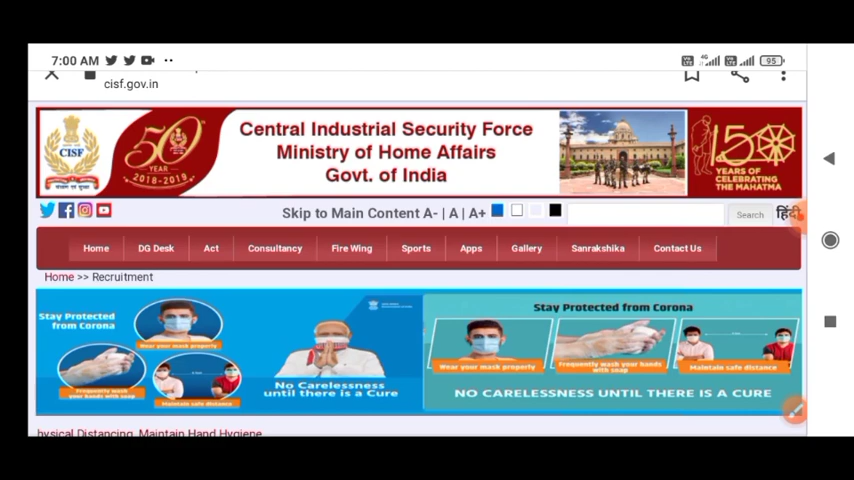 7:00 AM
4G
95
cisf.gov.in
CISF
50
YEAR
2018-2019
Central Industrial Security Force
Ministry of Home Affairs
Govt. of India
150
YEARS OF
CELEBRATING
THE MAHATMA
Skip to Main Content A- | A | A+
Search
हिंदी
Home
DG Desk
Act
Consultancy
Fire Wing
Sports
Apps
Gallery
Sanrakshika
Contact Us
Home >> Recruitment
Stay Protected
from Corona
Wear your mask properly
Frequently wash
your hands with soap
Maintain safe distance
No Carelessness
until there is a Cure
Stay Protected from Corona
Wear your mask properly
Frequently wash your hands
with soap
Maintain safe distance
NO CARELESSNESS UNTIL THERE IS A CURE
hysical Distancing, Maintain Hand Hygiene